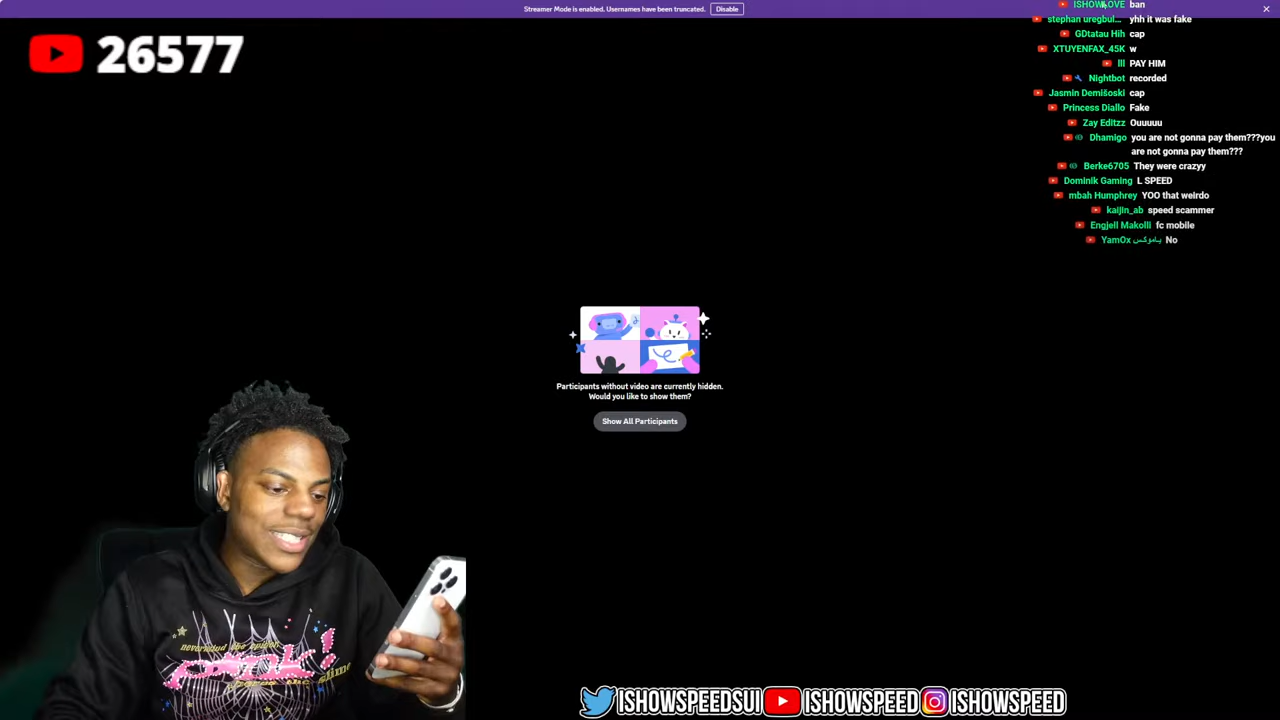 Streamer Mode is enabled. Usernames have been truncated. Disable
26577
ISHOWLOVE ban
stephan uregbul... yhh it was fake
GDtatau Hih cap
XTUYENFAX_45K w
lll PAY HIM
Nightbot recorded
Jasmin Demišoski cap
Princess Diallo Fake
Zay Editzz Ouuuuu
Dhamigo you are not gonna pay them???you
are not gonna pay them???
Berke6705 They were crazyy
Dominik Gaming L SPEED
mbah Humphrey YOO that weirdo
kaijin_ab speed scammer
Engjell Makolli fc mobile
YamOx ياموكس No
Participants without video are currently hidden.
Would you like to show them?
Show All Participants
ISHOWSPEEDSUI ISHOWSPEED ISHOWSPEED